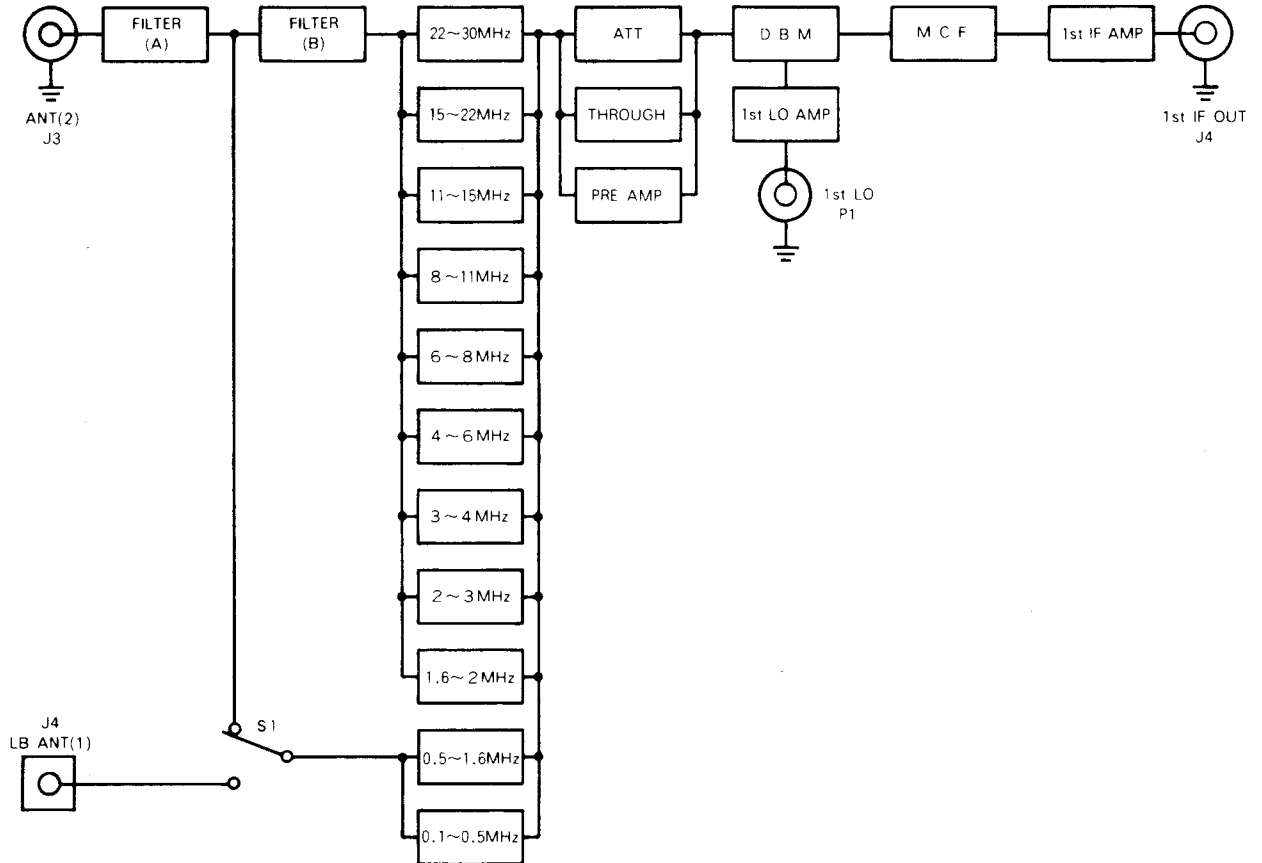 FILTER
(A)
FILTER
(B)
22~30MHz
ATT
D B M
M C F
1st IF AMP
ANT(2)
J3
15~22MHz
THROUGH
1st LO AMP
1st IF OUT
J4
11~15MHz
PRE AMP
1st LO
P1
8~11MHz
6~8MHz
4~6MHz
3~4MHz
2~3MHz
1.6~2MHz
J4
LB ANT(1)
S1
0.5~1.6MHz
0.1~0.5MHz